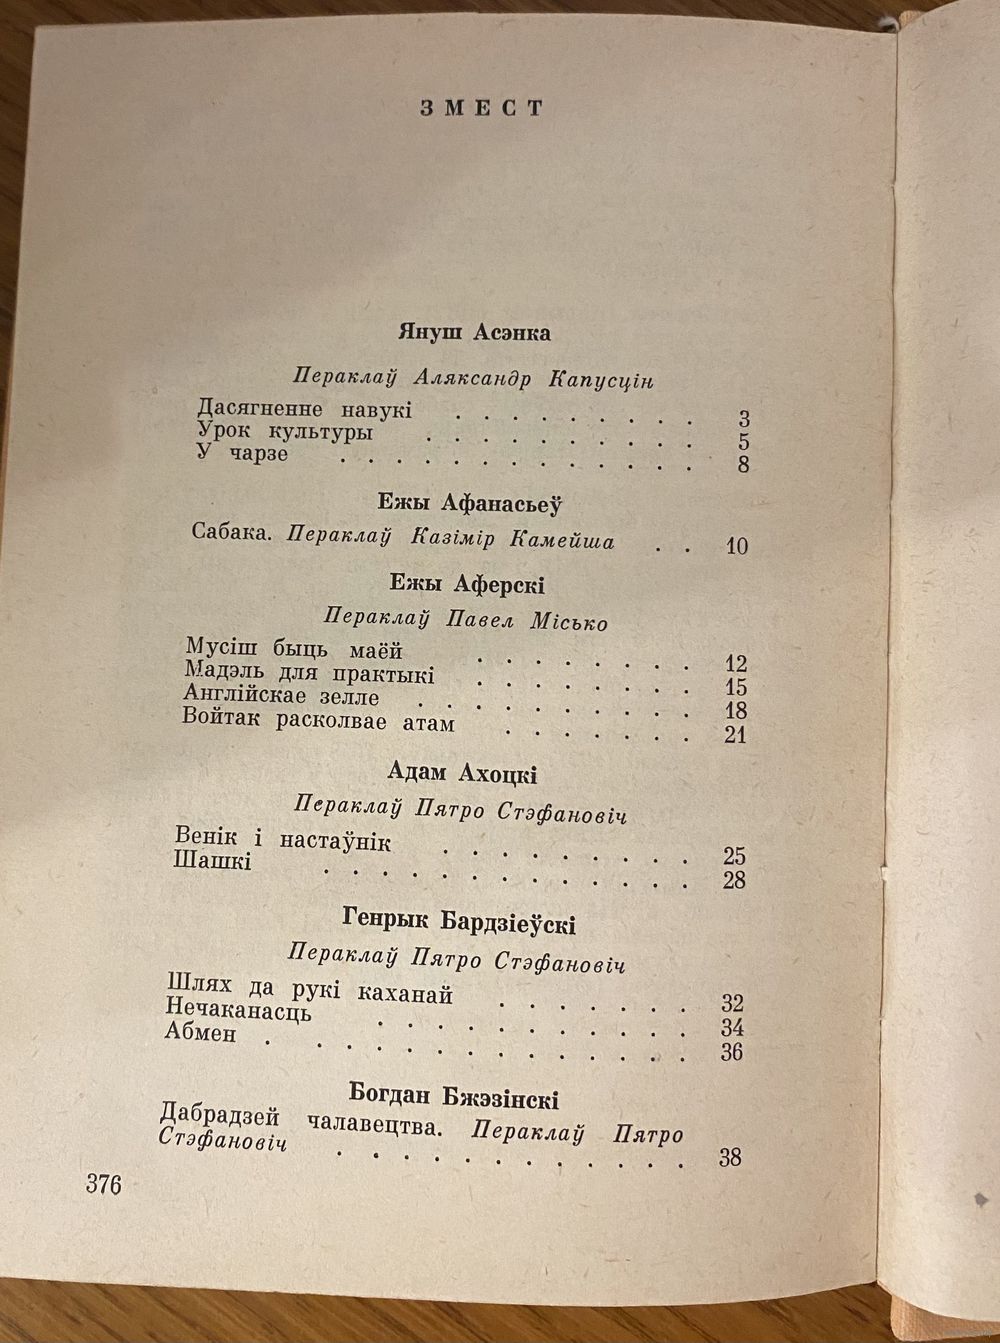 ЗМЕСТ
Януш Асэнка
Пераклаў Аляксандр Капусцін
Дасягненне навукі . . . . . . . . . 3
Урок культуры . . . . . . . . . . 5
У чарзе . . . . . . . . . . . . . 8
Ежы Афанасьеў
Сабака. Пераклаў Казімір Камейша . . 10
Ежы Аферскі
Пераклаў Павел Місько
Мусіш быць маёй . . . . . . . . 12
Мадэль для практыкі . . . . . . . . 15
Англійскае зелле . . . . . . . . . . 18
Войтак расколвае атам . . . . . . . 21
Адам Ахоцкі
Пераклаў Пятро Стэфановіч
Венік і настаўнік . . . . . . . . . 25
Шашкі . . . . . . . . . . . . . 28
Генрык Бардзіеўскі
Пераклаў Пятро Стэфановіч
Шлях да рукі каханай . . . . . . . 32
Нечаканасць . . . . . . . . . . . 34
Абмен . . . . . . . . . . . . . . 36
Богдан Бжэзінскі
Дабрадзей чалавецтва. Пераклаў Пятро
Стэфановіч . . . . . . . . . . . . 38
376